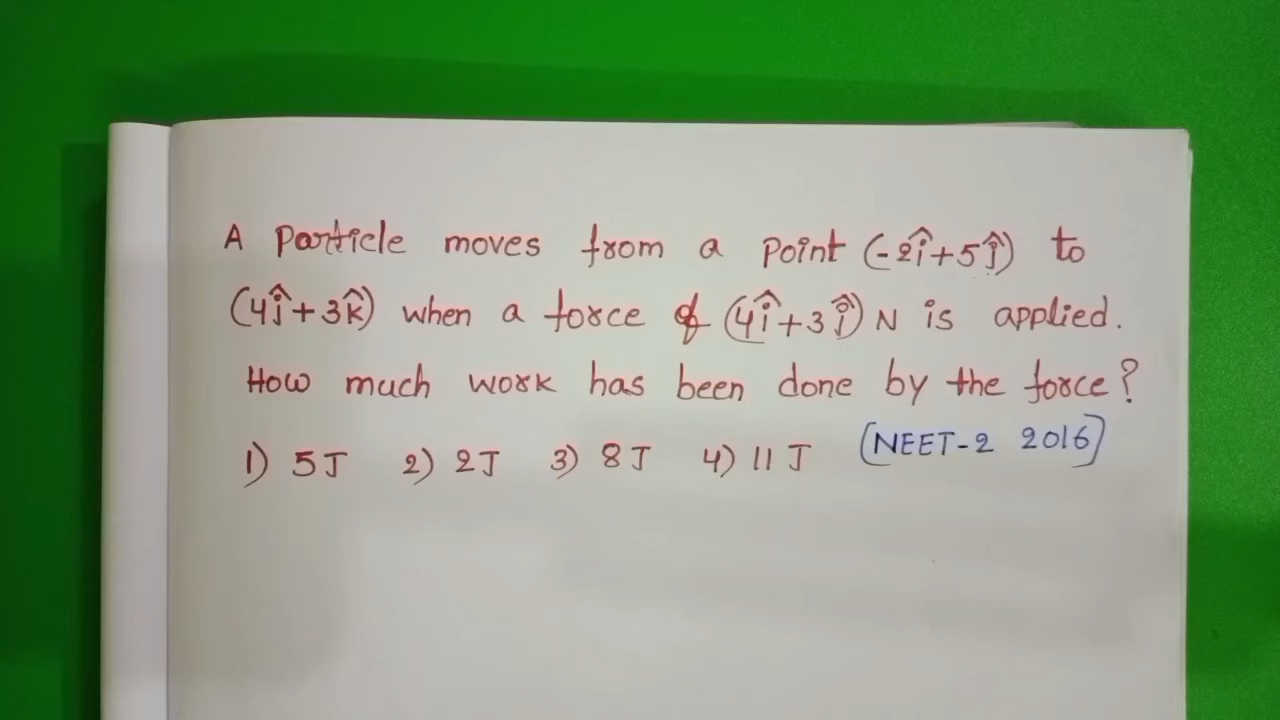 A particle moves from a point (-2î+5ĵ) to
(4ĵ+3k̂) when a force of (4î+3ĵ) N is applied.
How much work has been done by the force?
1) 5J 2) 2J 3) 8J 4) 11J (NEET-2 2016)